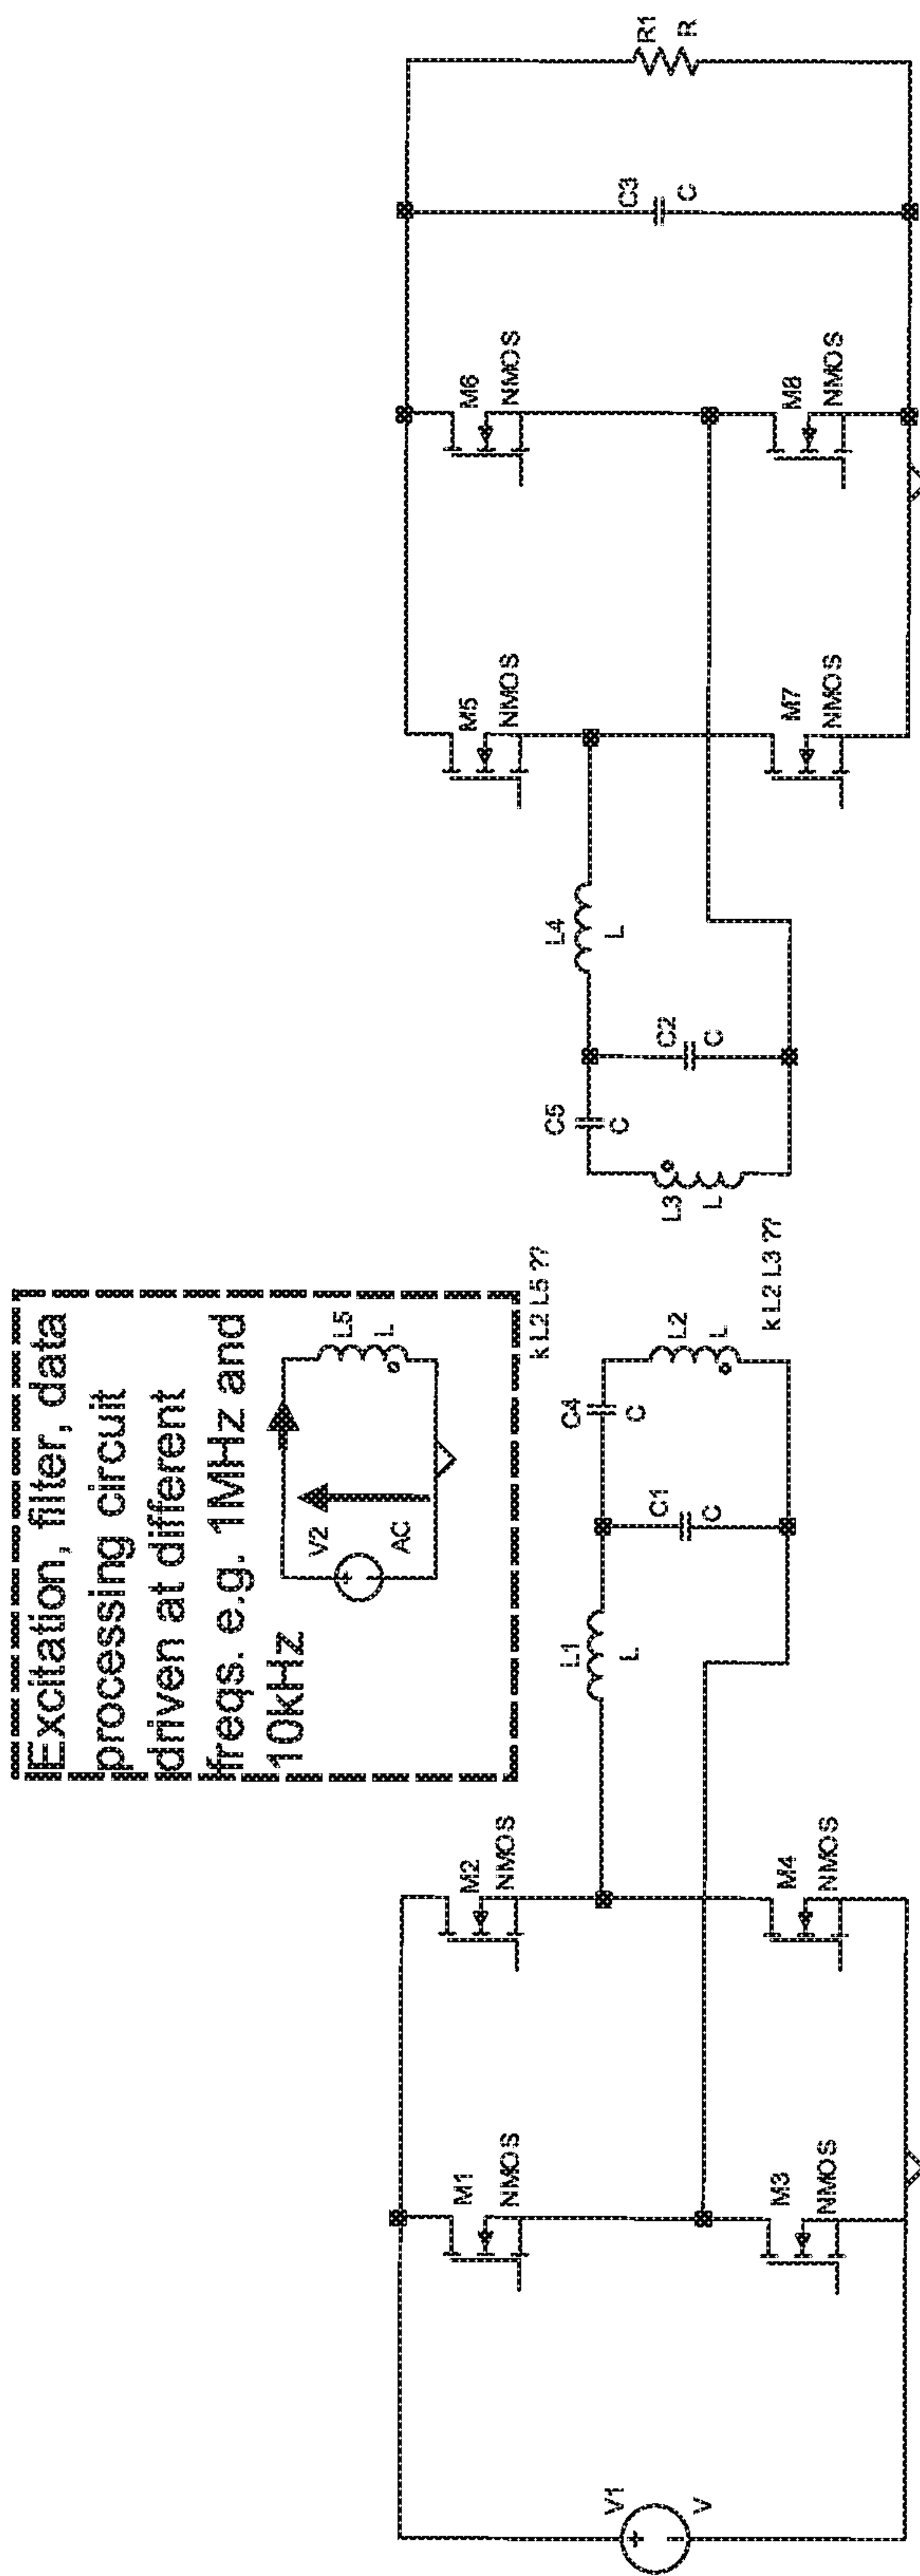 Excitation, filter, data
processing circuit
driven at different
freqs. e.g. 1MHz and
10kHz
V2
AC
L5
L
k L2 L5 ??
V1
V
M1
NMOS
M2
NMOS
M3
NMOS
M4
NMOS
L1
L
C1
C
C4
C
L2
L
k L2 L3 ??
L3
L
C5
C
C2
C
L4
L
M5
NMOS
M6
NMOS
M7
NMOS
M8
NMOS
C3
C
R1
R